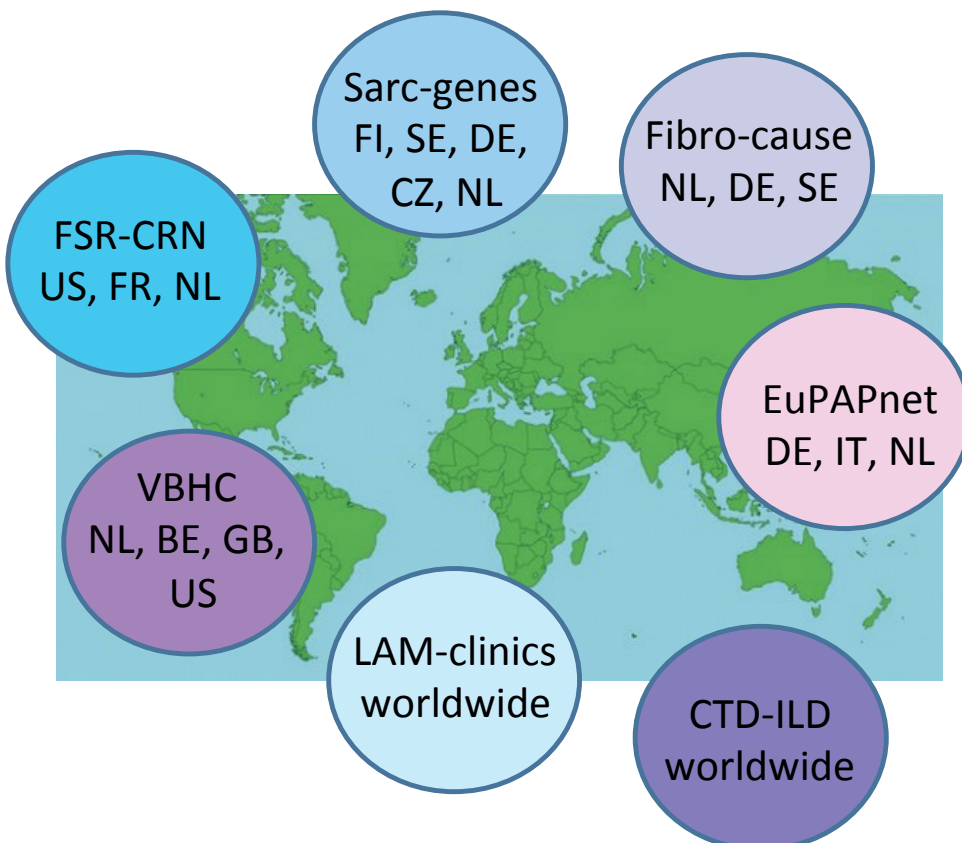 Sarc-genes
FI, SE, DE,
CZ, NL
Fibro-cause
NL, DE, SE
FSR-CRN
US, FR, NL
EuPAPnet
DE, IT, NL
VBHC
NL, BE, GB,
US
LAM-clinics
worldwide
CTD-ILD
worldwide